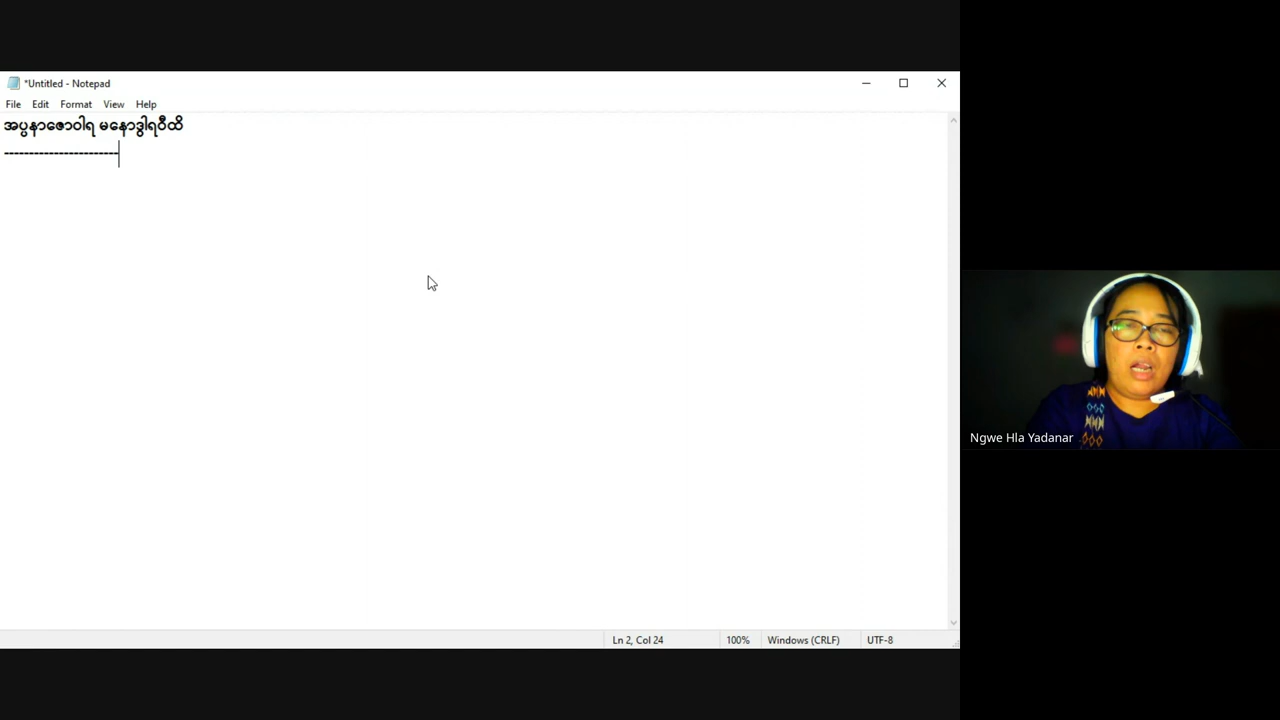 *Untitled - Notepad
File Edit Format View Help
အပ္ပနာဇောဝါရ မနောဒွါရဝီထိ
-----------------------
Ngwe Hla Yadanar
Ln 2, Col 24 100% Windows (CRLF) UTF-8